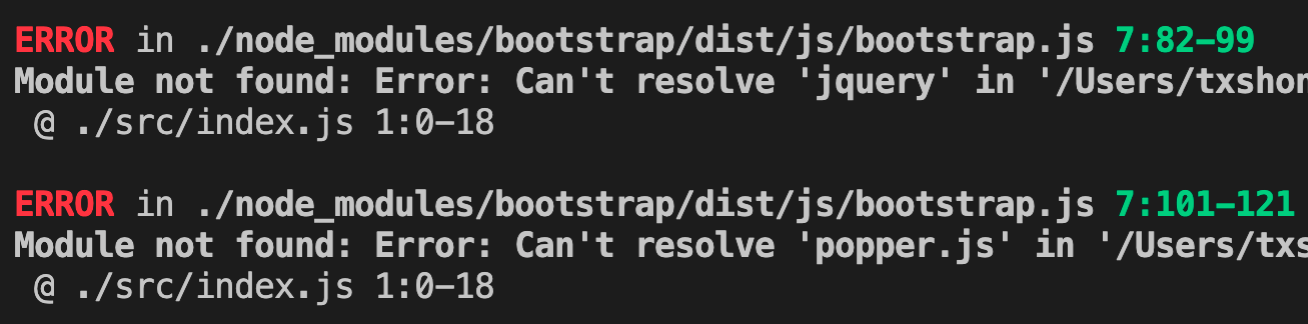 ERROR in ./node_modules/bootstrap/dist/js/bootstrap.js 7:82-99
Module not found: Error: Can't resolve 'jquery' in '/Users/txshon
 @ ./src/index.js 1:0-18
ERROR in ./node_modules/bootstrap/dist/js/bootstrap.js 7:101-121
Module not found: Error: Can't resolve 'popper.js' in '/Users/txs
 @ ./src/index.js 1:0-18